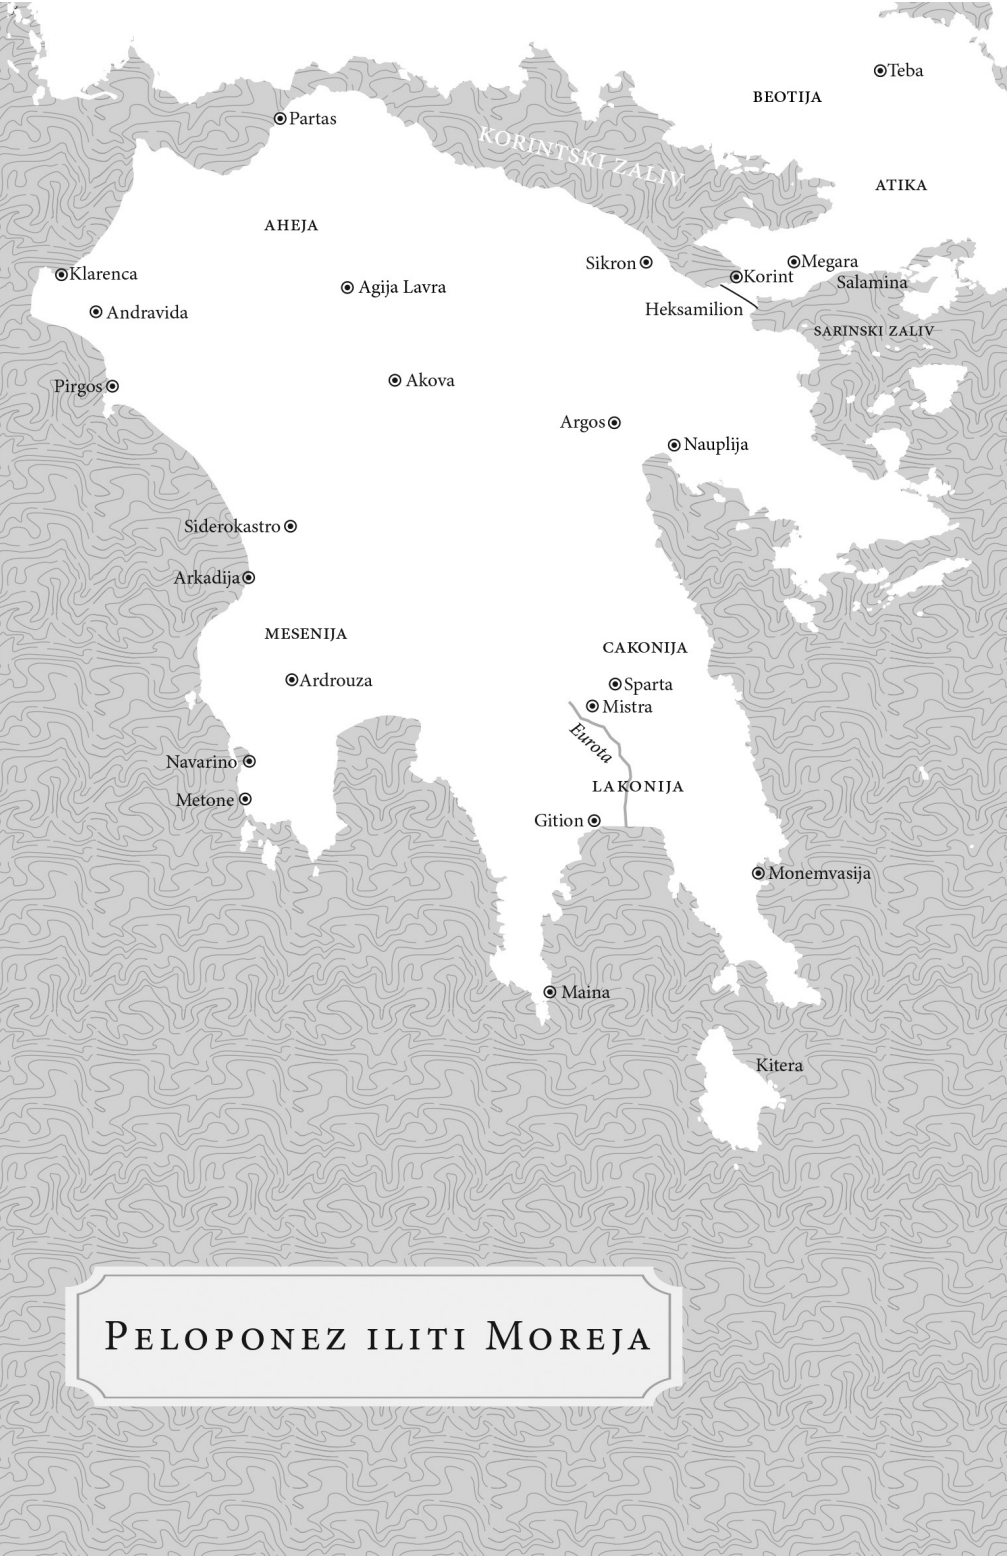 Teba
BEOTIJA
Partas
KORINTSKI ZALIV
ATIKA
AHEJA
Sikron
Megara
Klarenca
Korint
Salamina
Agija Lavra
Heksamilion
Andravida
SARINSKI ZALIV
Akova
Pirgos
Argos
Nauplija
Siderokastro
Arkadija
MESENIJA
CAKONIJA
Ardrouza
Sparta
Mistra
Eurota
Navarino
LAKONIJA
Metone
Gition
Monemvasija
Maina
Kitera
PELOPONEZ ILITI MOREJA